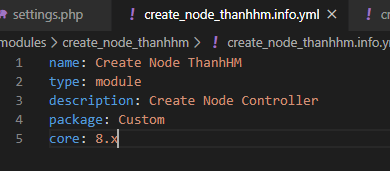 settings.php
create_node_thanhhm.info.yml
modules > create_node_thanhhm > create_node_thanhhm.info.y
1 name: Create Node ThanhHM
2 type: module
3 description: Create Node Controller
4 package: Custom
5 core: 8.x